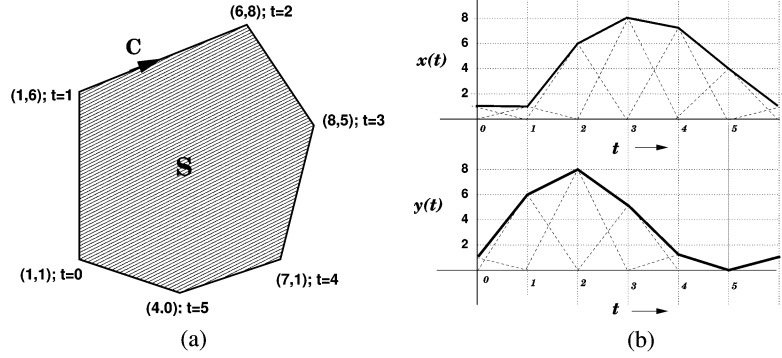 (6,8); t=2
C
(1,6); t=1
(8,5); t=3
S
(1,1); t=0
(7,1); t=4
(4.0): t=5
(a)
8
6
x(t)
4
2
0 1 2 3 4 5
t
8
6
y(t)
4
2
0 1 2 3 4 5
t
(b)